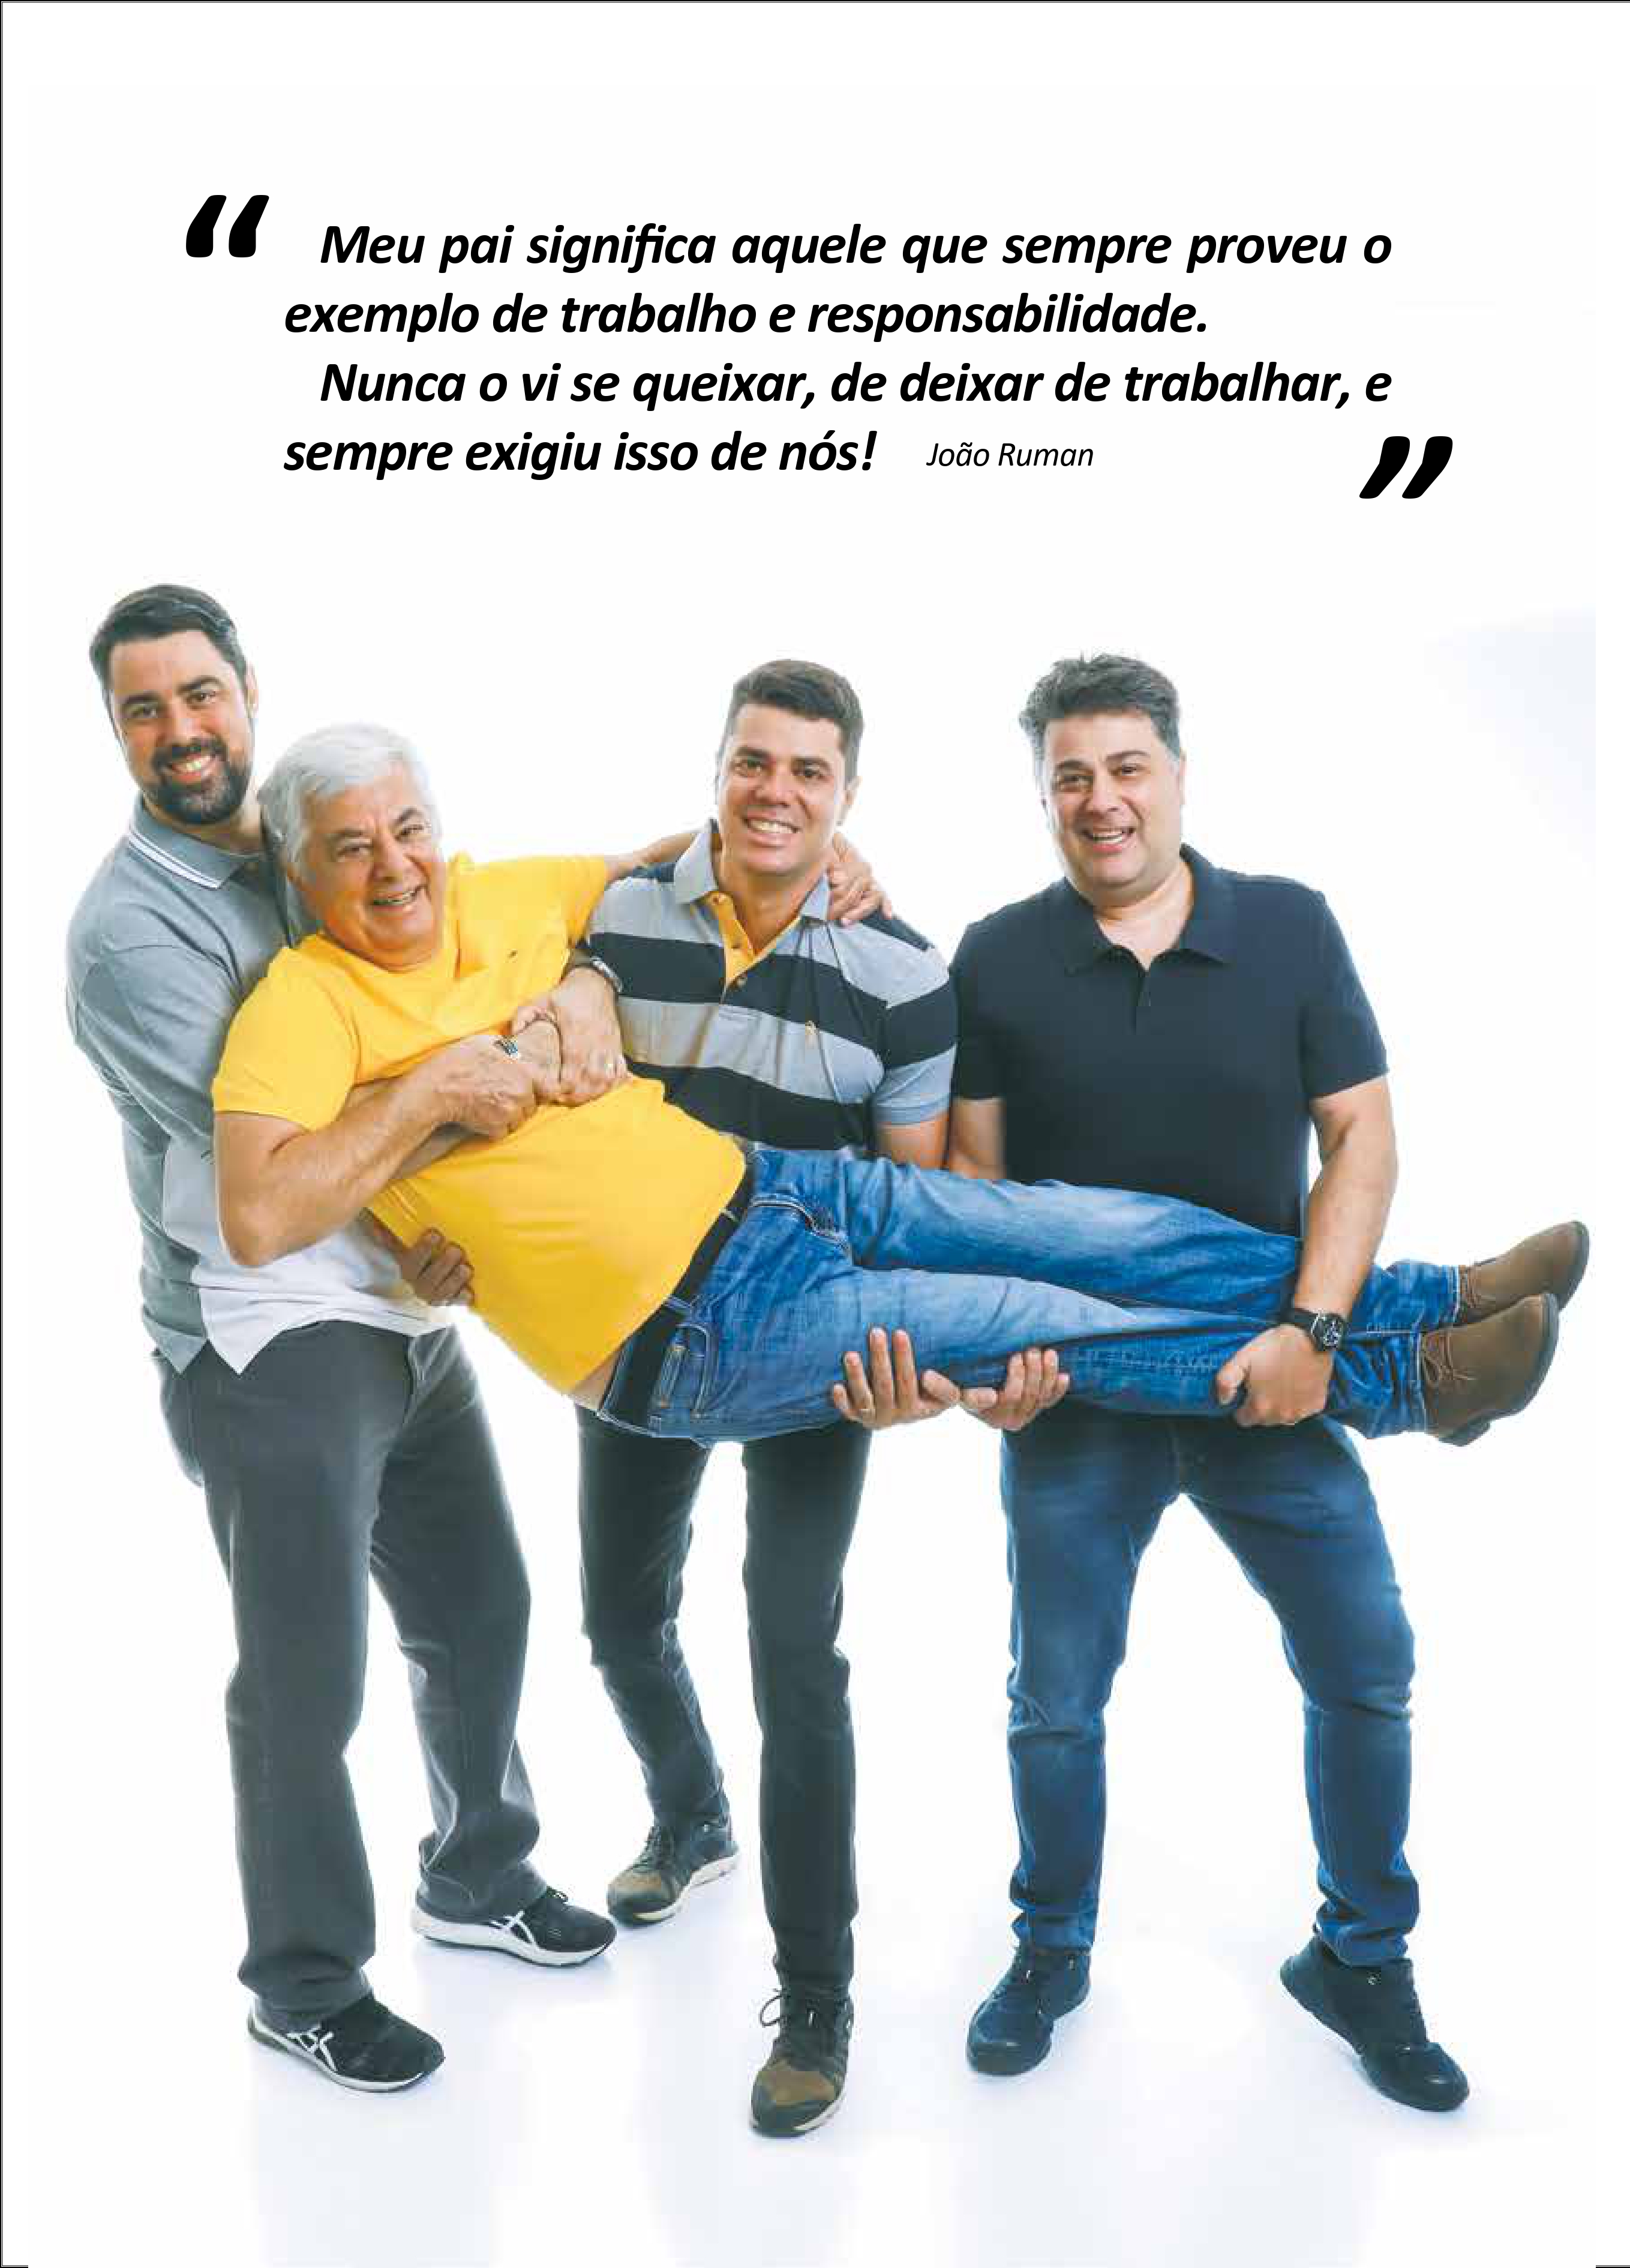 “ Meu pai significa aquele que sempre proveu o
exemplo de trabalho e responsabilidade.
Nunca o vi se queixar, de deixar de trabalhar, e
sempre exigiu isso de nós! João Ruman ”